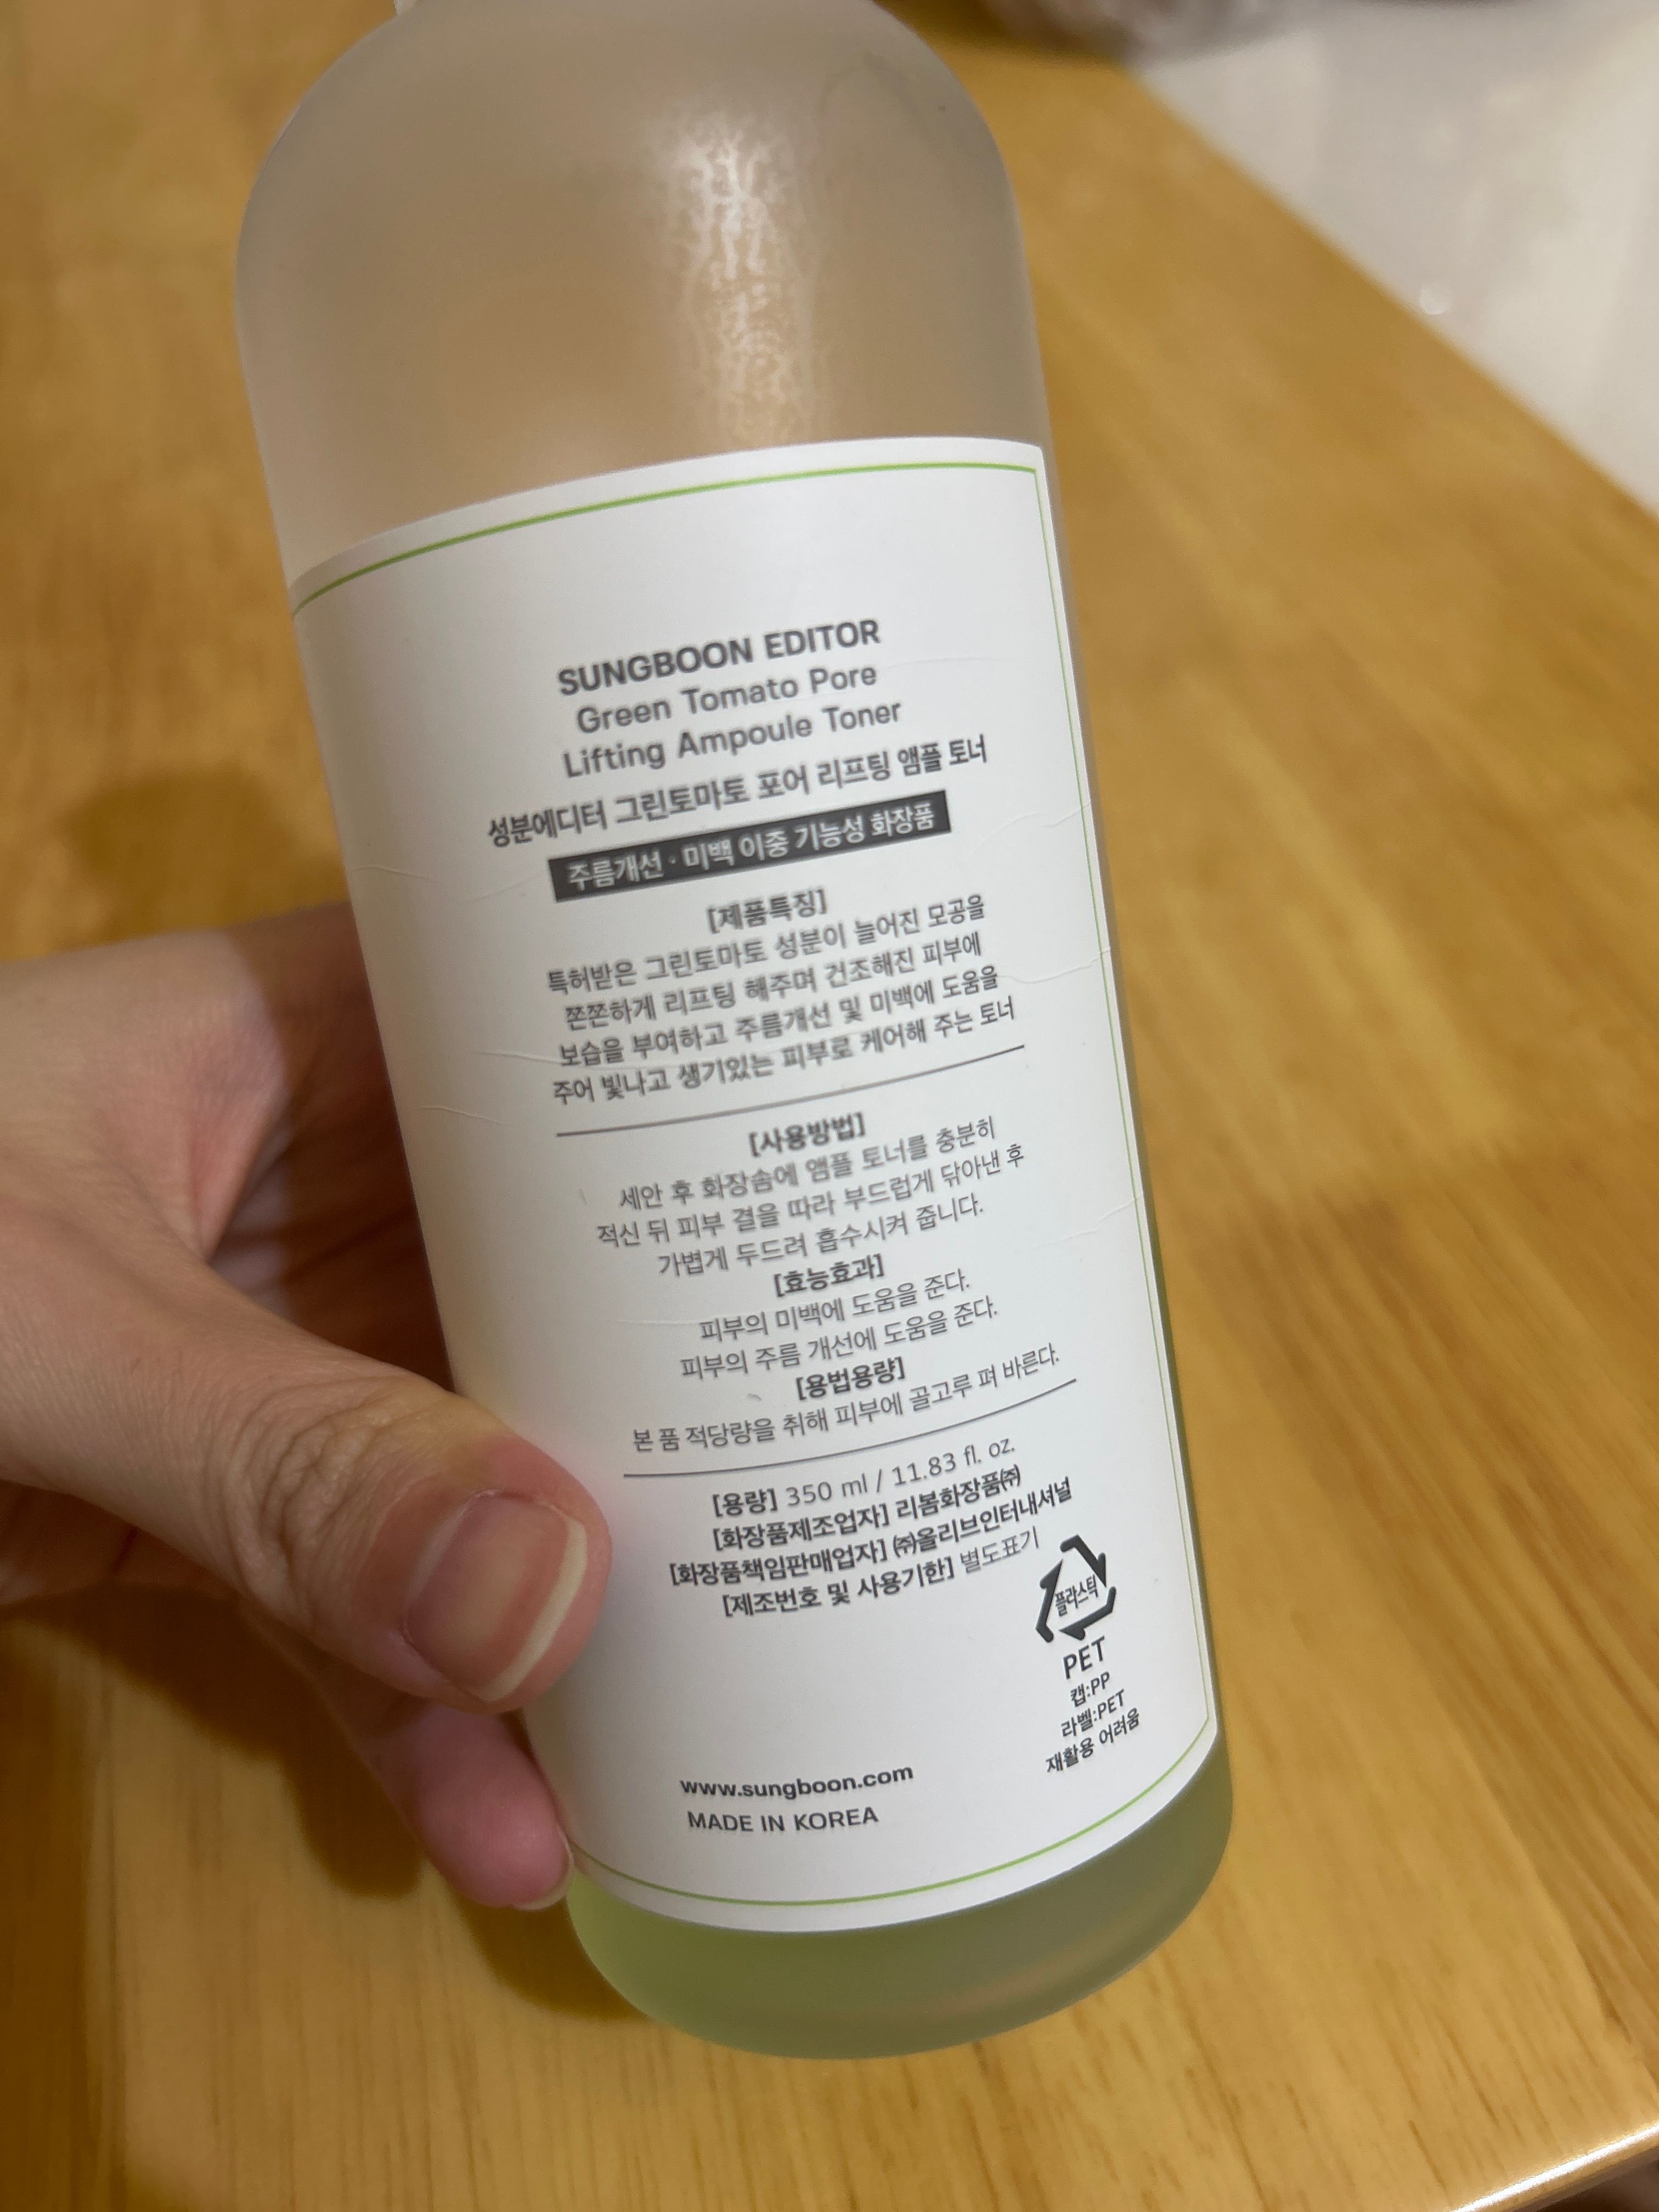 SUNGBOON EDITOR
Green Tomato Pore
Lifting Ampoule Toner
성분에디터 그린토마토 포어 리프팅 앰플 토너
주름개선 · 미백 이중 기능성 화장품
[제품특징]
특허받은 그린토마토 성분이 늘어진 모공을
쫀쫀하게 리프팅 해주며 건조해진 피부에
보습을 부여하고 주름개선 및 미백에 도움을
주어 빛나고 생기있는 피부로 케어해 주는 토너
[사용방법]
세안 후 화장솜에 앰플 토너를 충분히
적신 뒤 피부 결을 따라 부드럽게 닦아낸 후
가볍게 두드려 흡수시켜 줍니다.
[효능효과]
피부의 미백에 도움을 준다.
피부의 주름 개선에 도움을 준다.
[용법용량]
본 품 적당량을 취해 피부에 골고루 펴 바른다.
[용량] 350 ml / 11.83 fl. oz.
[화장품제조업자] 리봄화장품㈜
[화장품책임판매업자] ㈜올리브인터내셔널
[제조번호 및 사용기한] 별도표기
플라스틱
PET
캡:PP
라벨:PET
재활용 어려움
www.sungboon.com
MADE IN KOREA